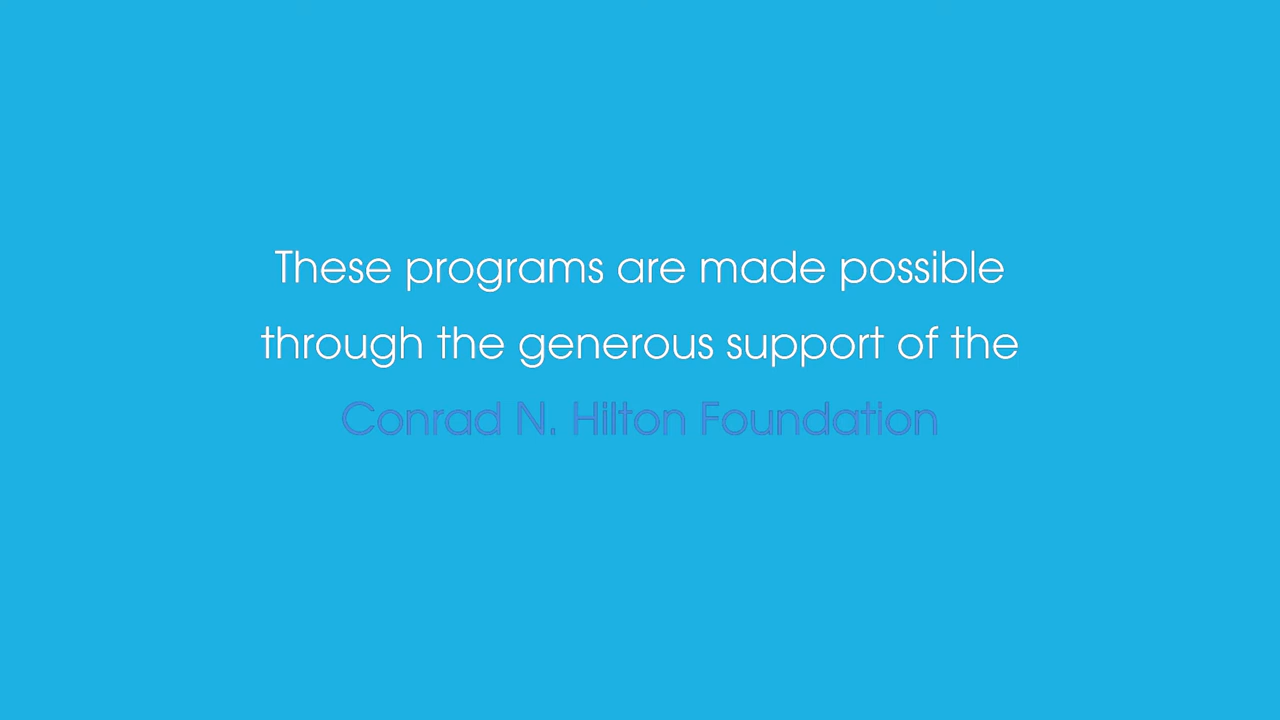 These programs are made possible
through the generous support of the
Conrad N. Hilton Foundation